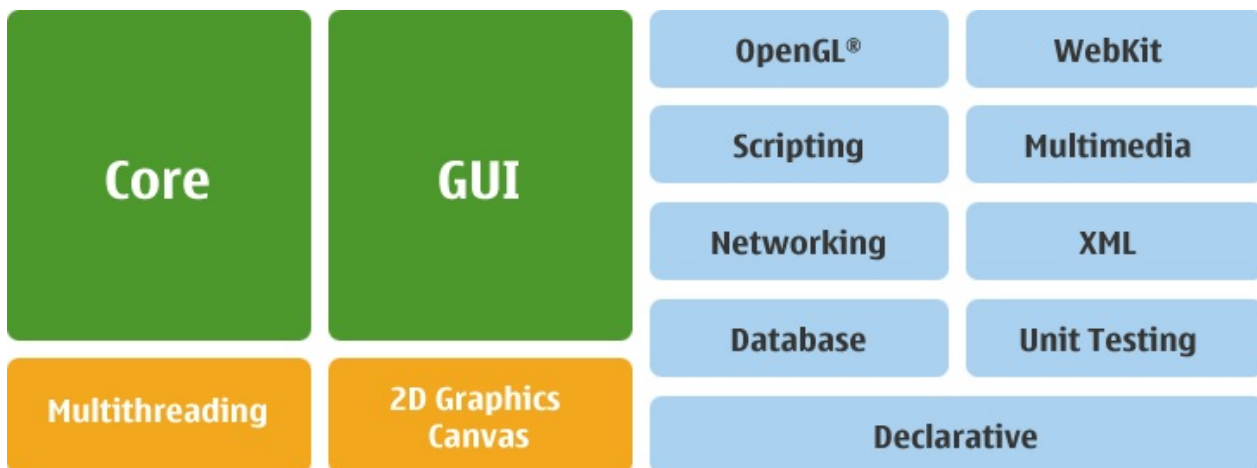 Core
GUI
Multithreading
2D Graphics
Canvas
OpenGL®
WebKit
Scripting
Multimedia
Networking
XML
Database
Unit Testing
Declarative